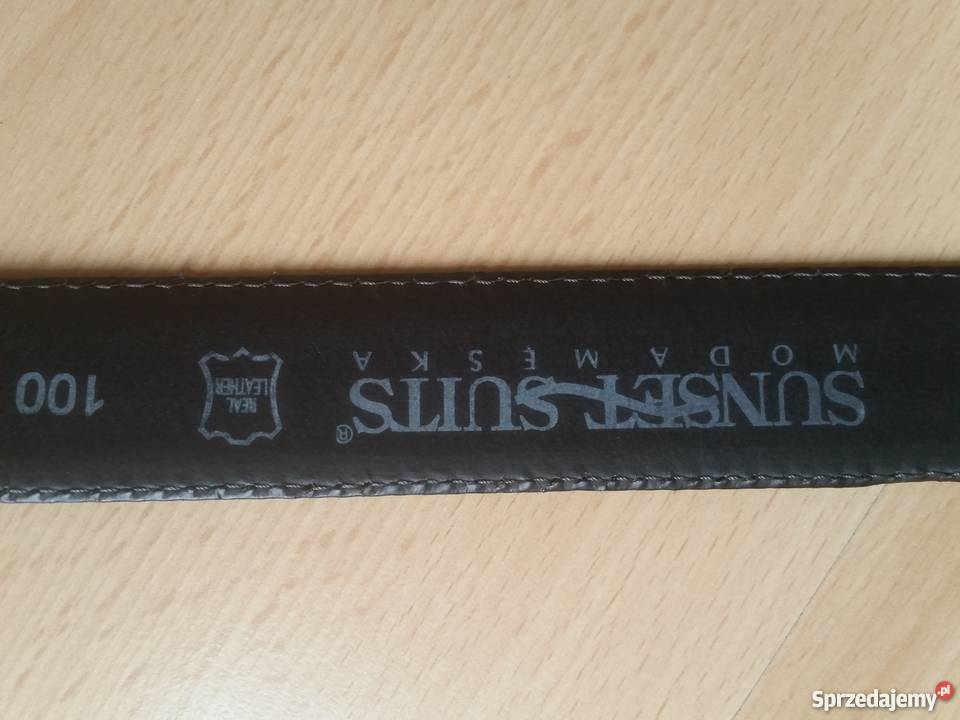 SUNSET SUITS®
MODA MĘSKA
REAL
LEATHER
100
Sprzedajemy.pl